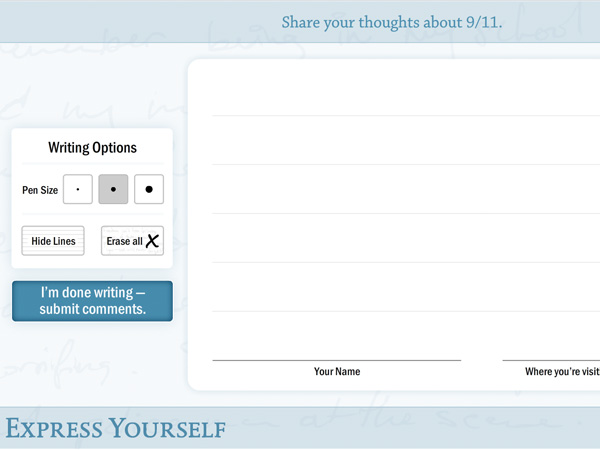 Share your thoughts about 9/11.
Writing Options
Pen Size
Hide Lines
Erase all X
I'm done writing —
submit comments.
Your Name
Where you're visit
EXPRESS YOURSELF